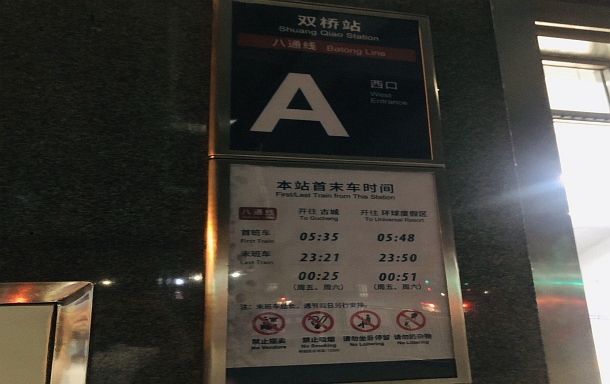 双桥站
Shuang Qiao Station
八通线 Batong Line
A 西口
West
Entrance
本站首末车时间
First/Last Train from This Station
八通线 开往 古城 开往 环球度假区
To Gucheng To Universal Resort
首班车 05:35 05:48
First Train
末班车 23:21 23:50
Last Train
00:25 00:51
(周五、周六) (周五、周六)
禁止摆卖 禁止吸烟 请勿坐卧停留 请勿扔杂物
No Vendors No Smoking No Loitering No Littering